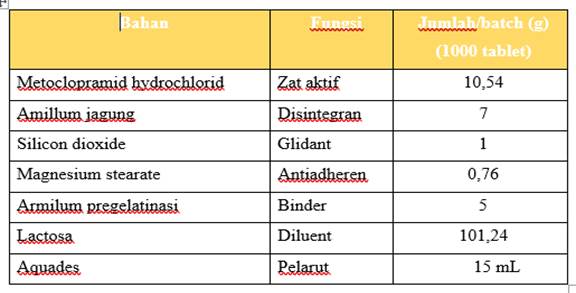 Bahan Fungsi Jumlah/batch (g)
(1000 tablet)
Metoclopramid hydrochlorid Zat aktif 10,54
Amillum jagung Disintegran 7
Silicon dioxide Glidant 1
Magnesium stearate Antiadheren 0,76
Armilum pregelatinasi Binder 5
Lactosa Diluent 101,24
Aquades Pelarut 15 mL